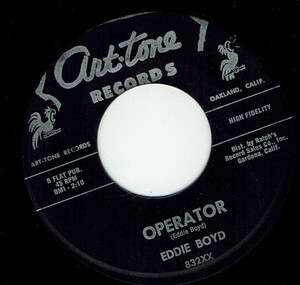 Art-tone
RECORDS
OAKLAND, CALIF.
ART-TONE RECORDS
HIGH FIDELITY
B FLAT PUB.
45 RPM
BMI - 2:10
Dist. by Ralph's
Record Sales Co., Inc.
Gardena, Calif.
OPERATOR
(Eddie Boyd)
EDDIE BOYD
832XX